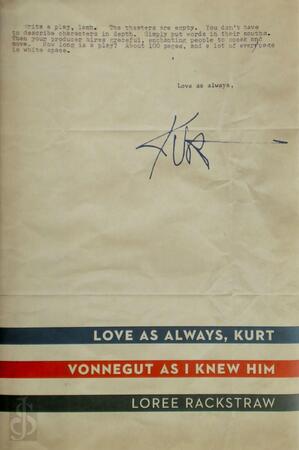 Write a play, lamb. The theaters are empty. You don't have
to describe characters in depth. Simply put words in their mouths.
Then your producer hires graceful, enchanting people to speak and
move. How long is a play? About 100 pages, and a lot of every page
is white space.
Love as always,
Kurt
LOVE AS ALWAYS, KURT
VONNEGUT AS I KNEW HIM
LOREE RACKSTRAW